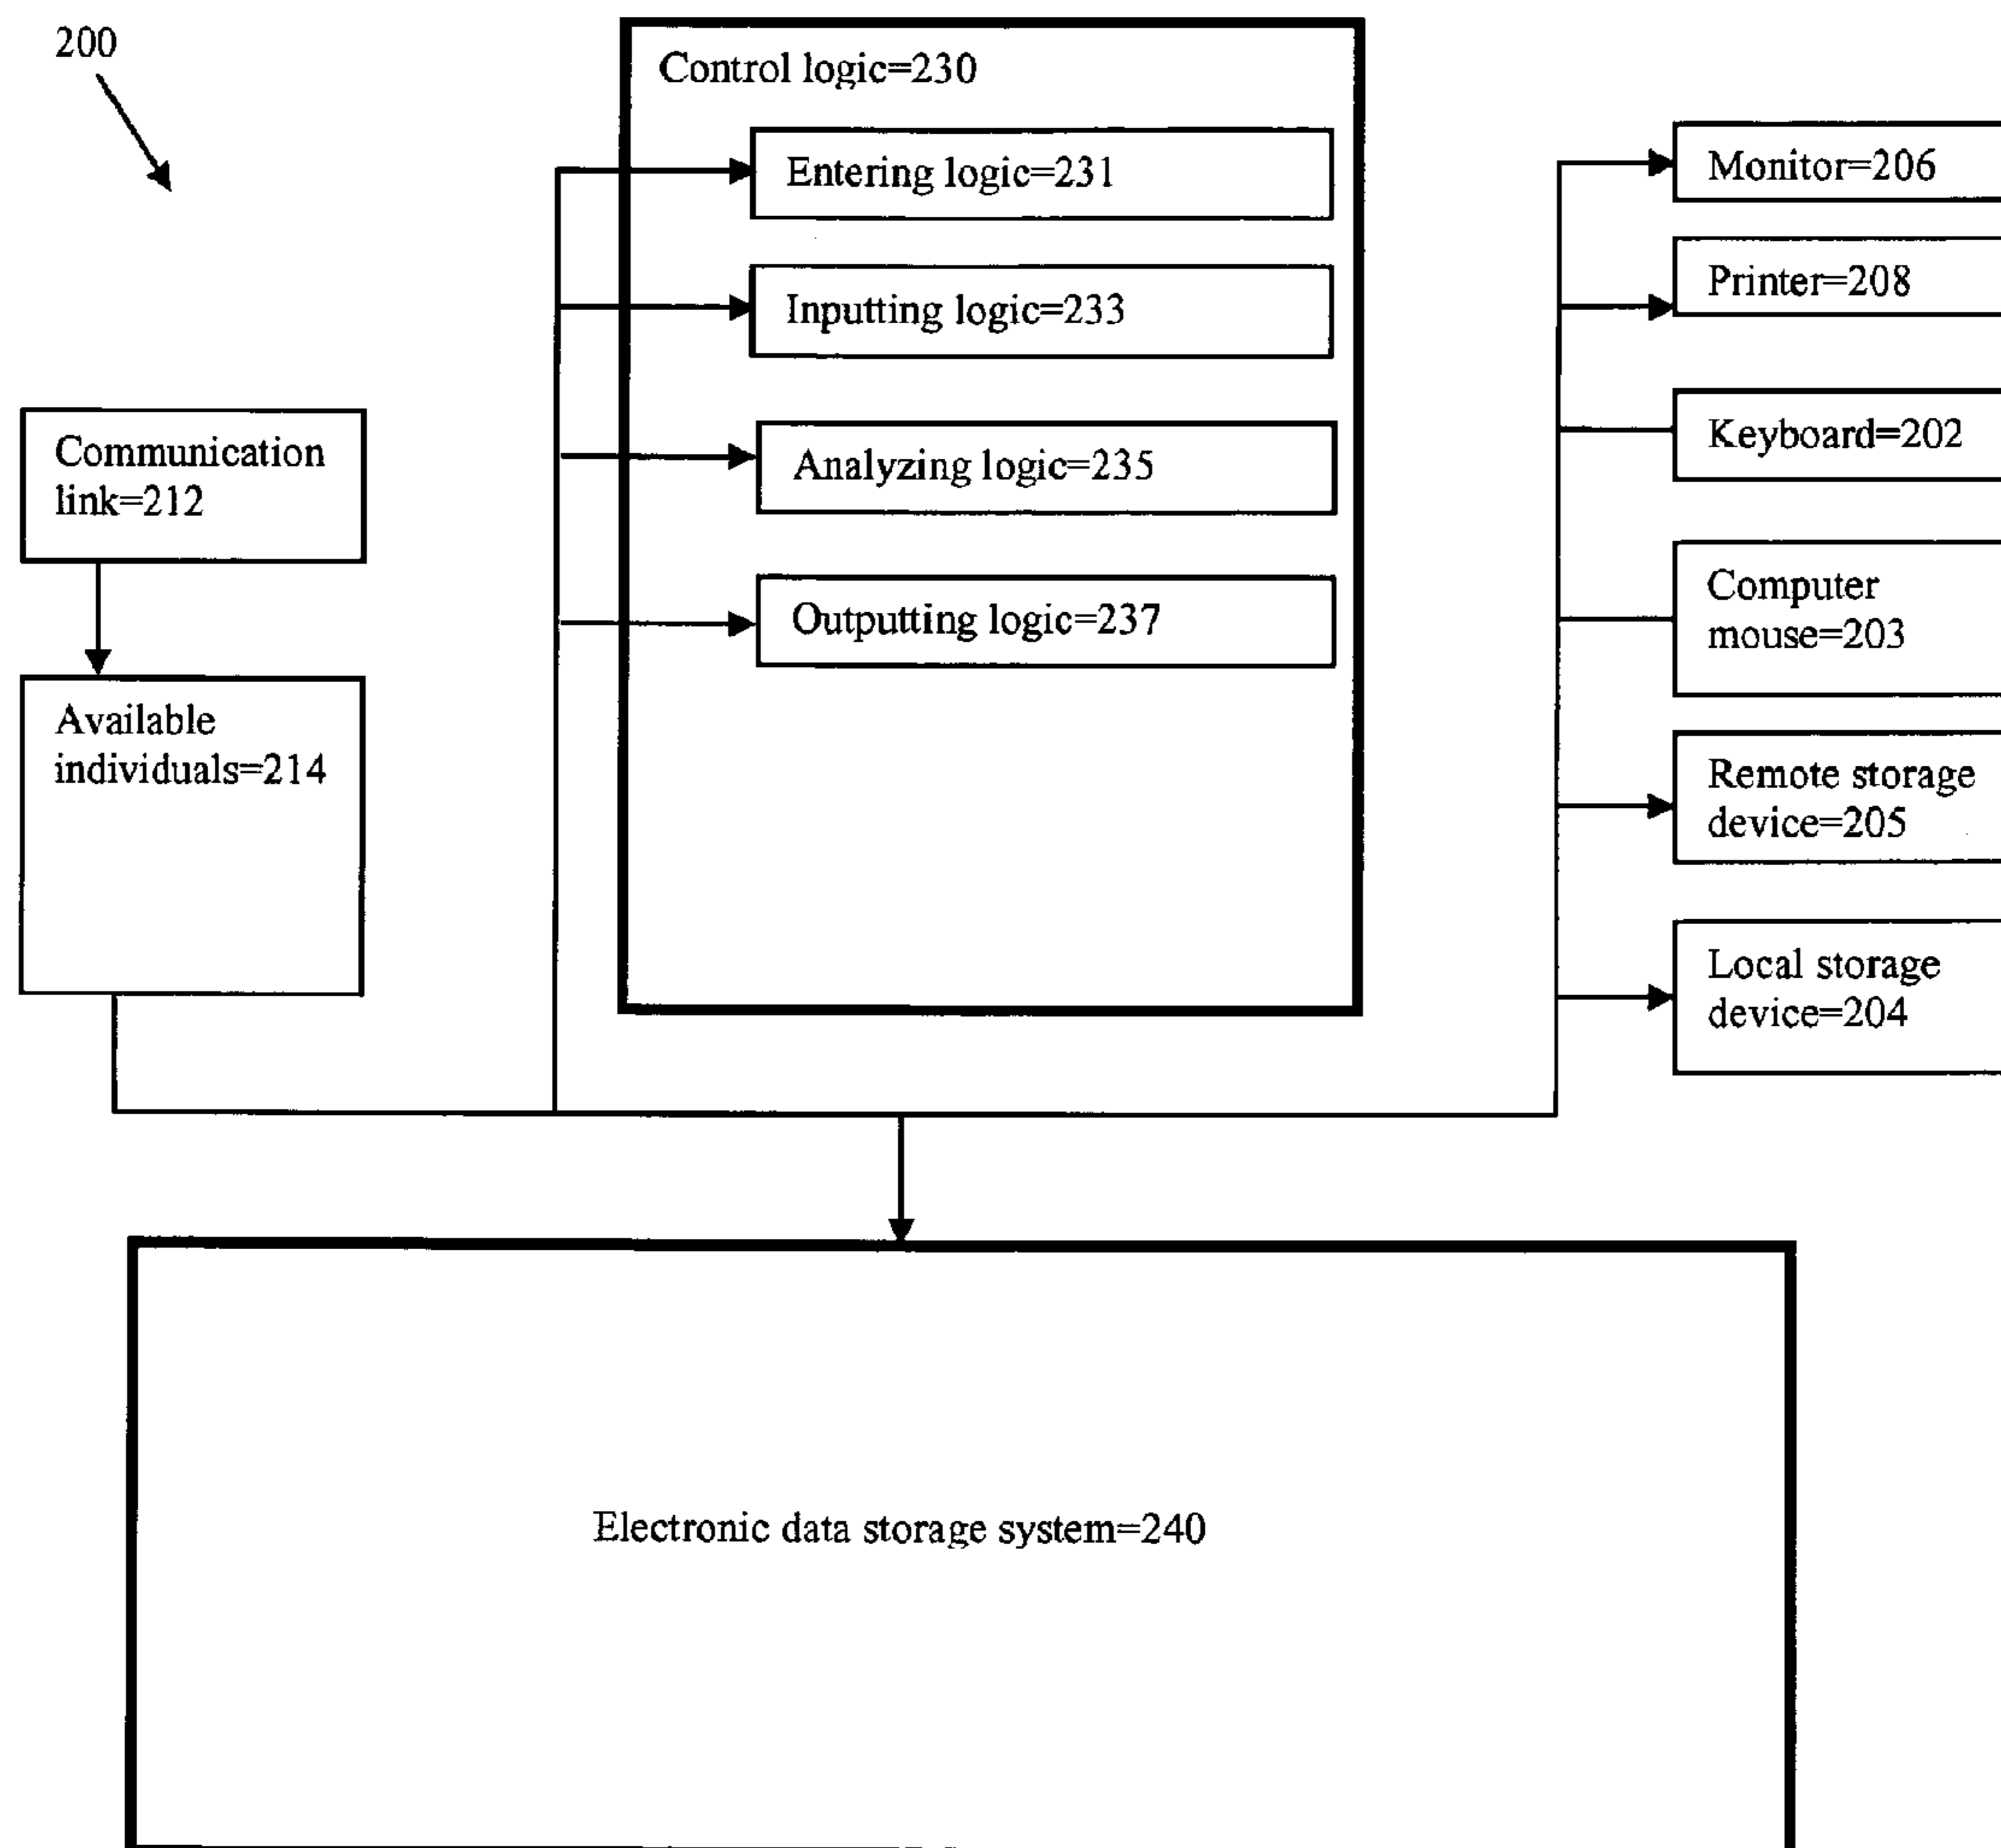 200
Control logic=230
Entering logic=231
Inputting logic=233
Analyzing logic=235
Outputting logic=237
Communication
link=212
Available
individuals=214
Monitor=206
Printer=208
Keyboard=202
Computer
mouse=203
Remote storage
device=205
Local storage
device=204
Electronic data storage system=240